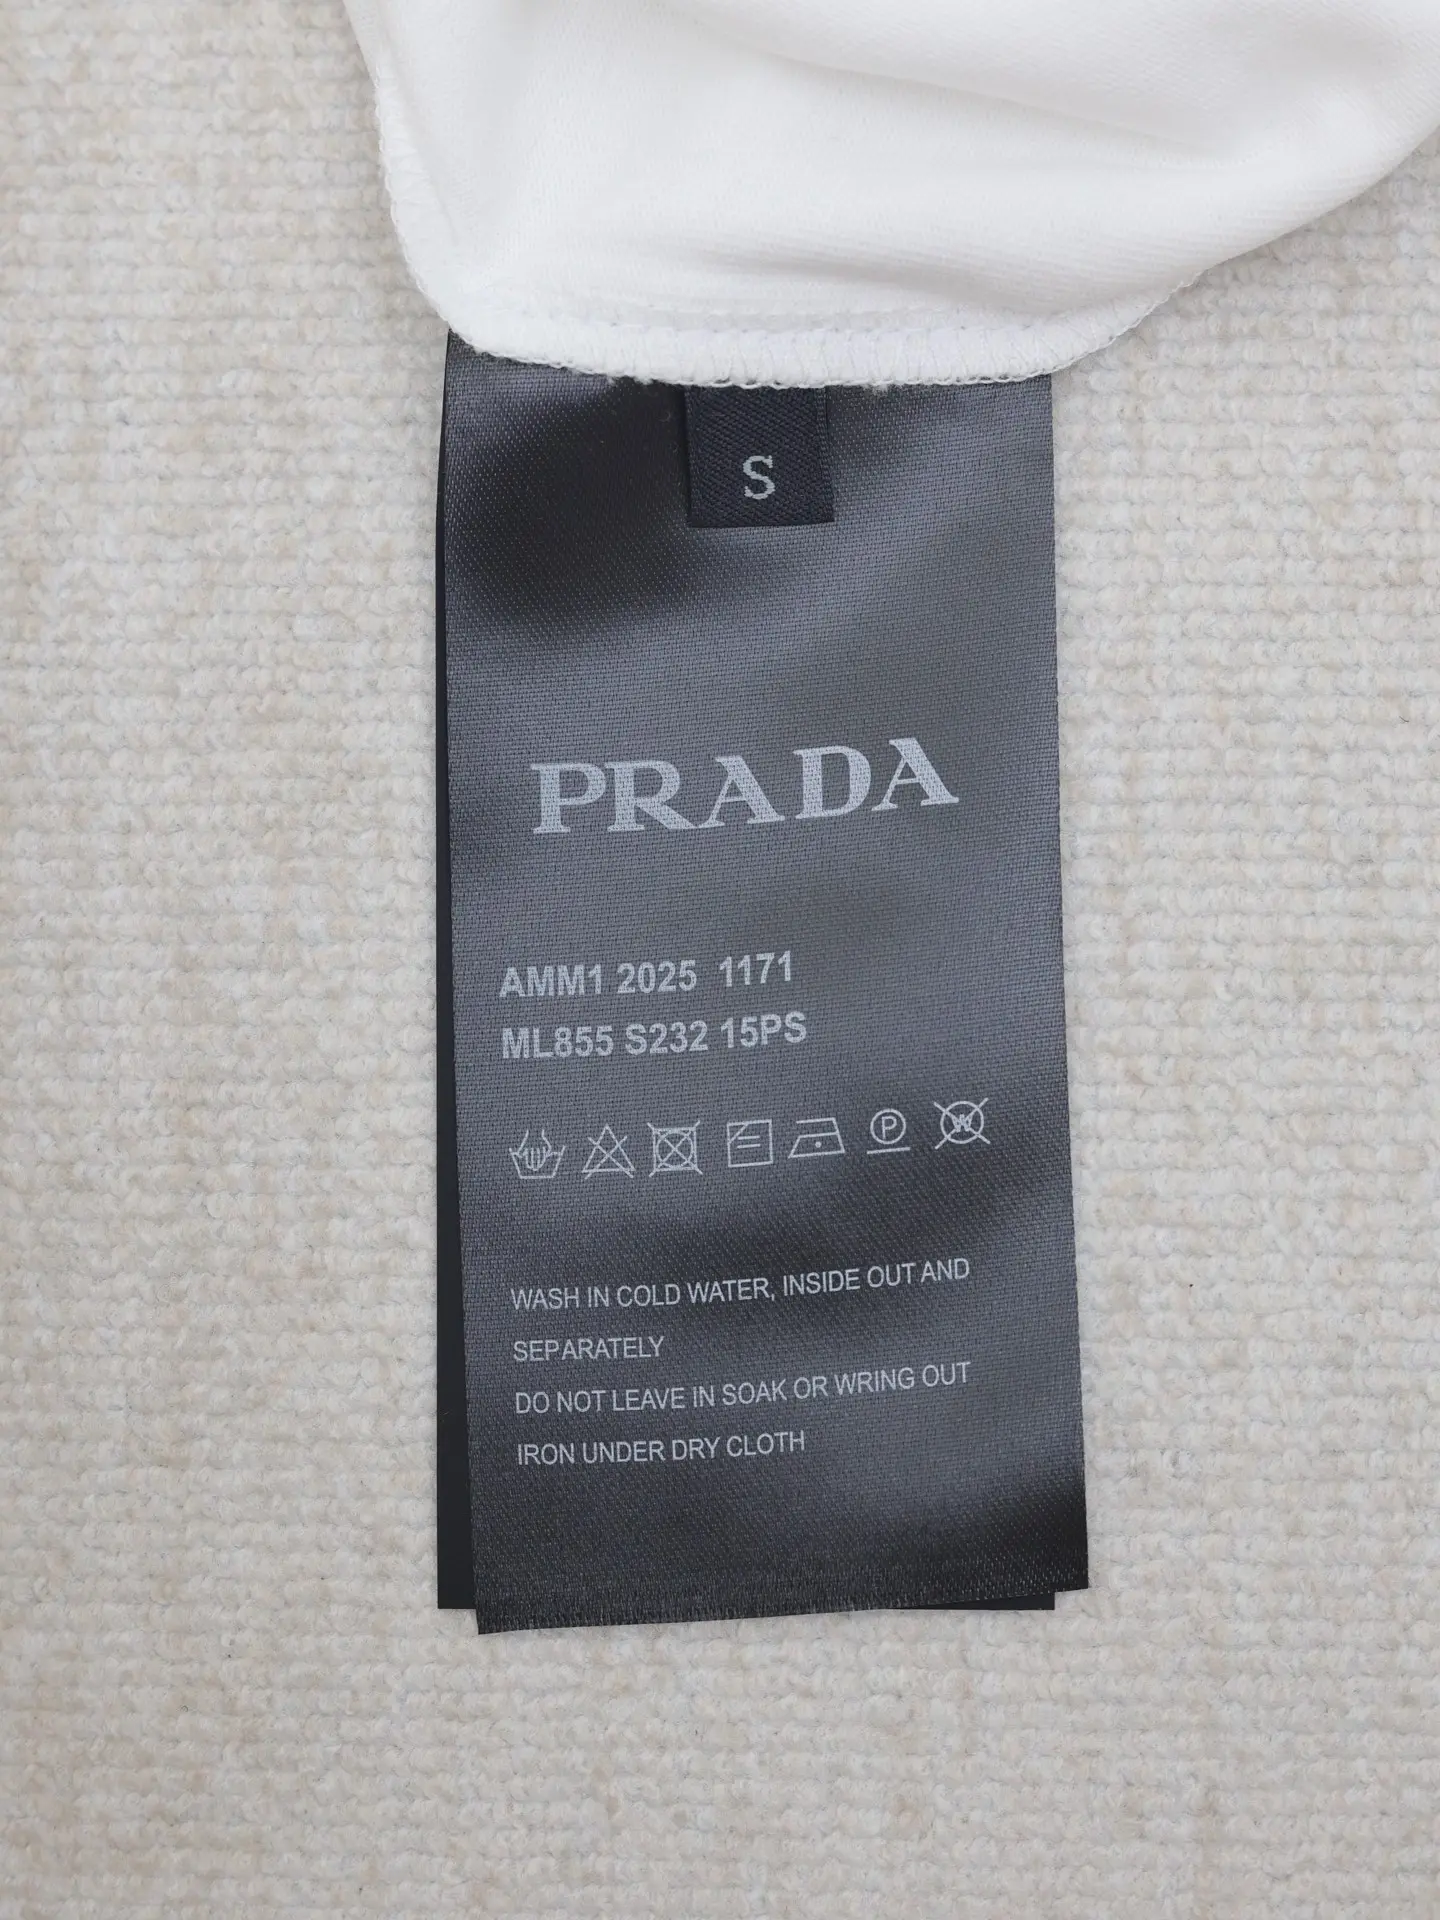 S
PRADA
AMM1 2025 1171
ML855 S232 15PS
P W
WASH IN COLD WATER, INSIDE OUT AND
SEPARATELY
DO NOT LEAVE IN SOAK OR WRING OUT
IRON UNDER DRY CLOTH